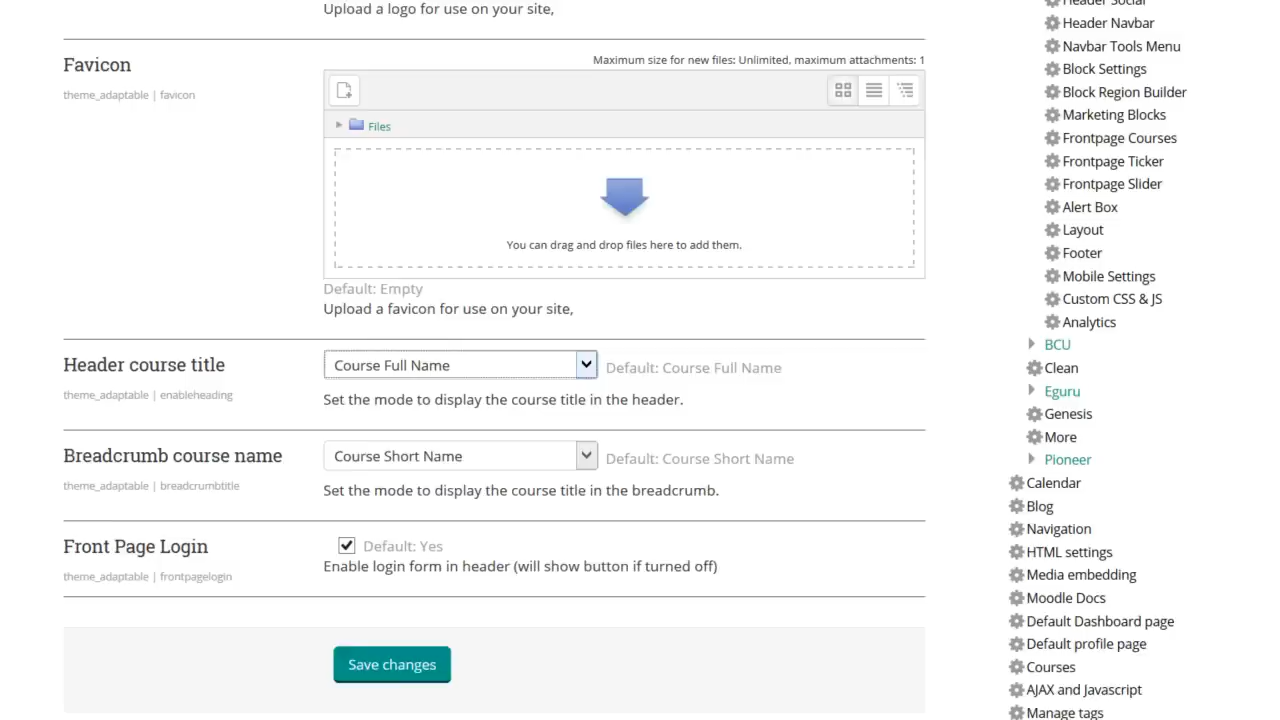 Upload a logo for use on your site,
Favicon
theme_adaptable | favicon
Maximum size for new files: Unlimited, maximum attachments: 1
Files
You can drag and drop files here to add them.
Default: Empty
Upload a favicon for use on your site,
Header course title
theme_adaptable | enableheading
Course Full Name
Default: Course Full Name
Set the mode to display the course title in the header.
Breadcrumb course name
theme_adaptable | breadcrumbtitle
Course Short Name
Default: Course Short Name
Set the mode to display the course title in the breadcrumb.
Front Page Login
theme_adaptable | frontpagelogin
Default: Yes
Enable login form in header (will show button if turned off)
Save changes
Header Social
Header Navbar
Navbar Tools Menu
Block Settings
Block Region Builder
Marketing Blocks
Frontpage Courses
Frontpage Ticker
Frontpage Slider
Alert Box
Layout
Footer
Mobile Settings
Custom CSS & JS
Analytics
BCU
Clean
Eguru
Genesis
More
Pioneer
Calendar
Blog
Navigation
HTML settings
Media embedding
Moodle Docs
Default Dashboard page
Default profile page
Courses
AJAX and Javascript
Manage tags